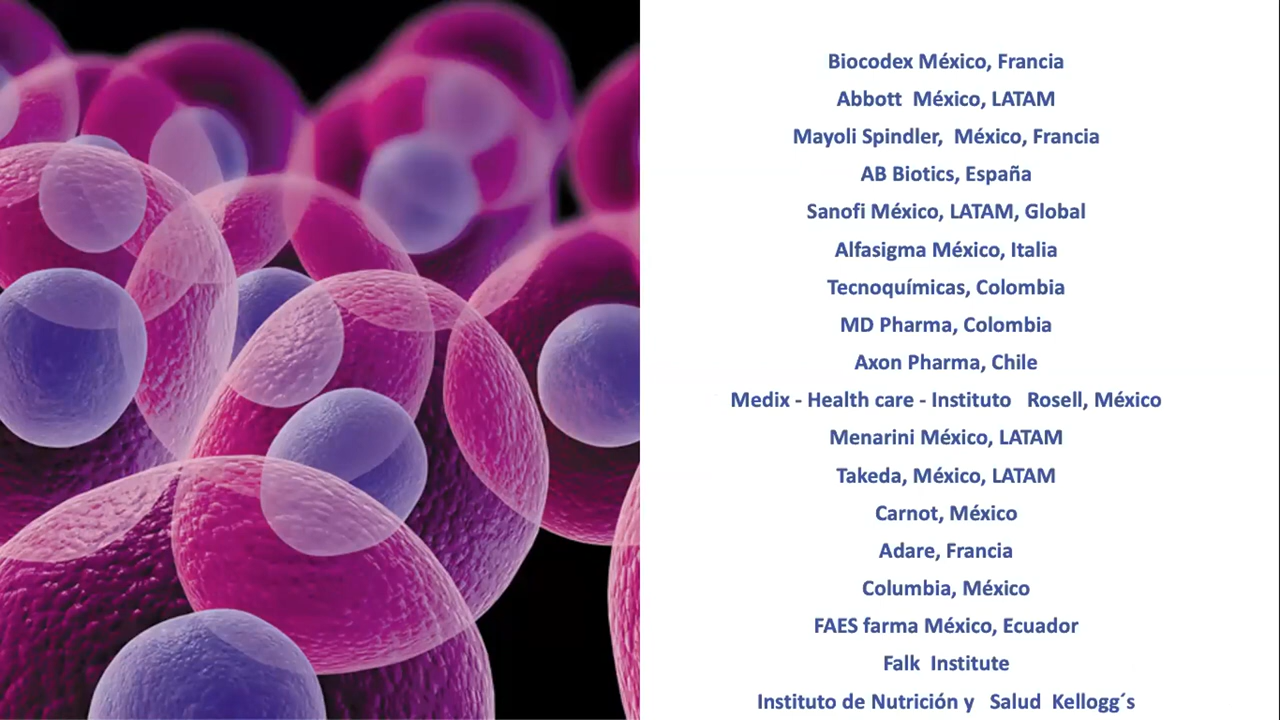 Biocodex México, Francia
Abbott  México, LATAM
Mayoli Spindler,  México, Francia
AB Biotics, España
Sanofi México, LATAM, Global
Alfasigma México, Italia
Tecnoquímicas, Colombia
MD Pharma, Colombia
Axon Pharma, Chile
Medix - Health care - Instituto   Rosell, México
Menarini México, LATAM
Takeda, México, LATAM
Carnot, México
Adare, Francia
Columbia, México
FAES farma México, Ecuador
Falk  Institute
Instituto de Nutrición y   Salud  Kellogg´s